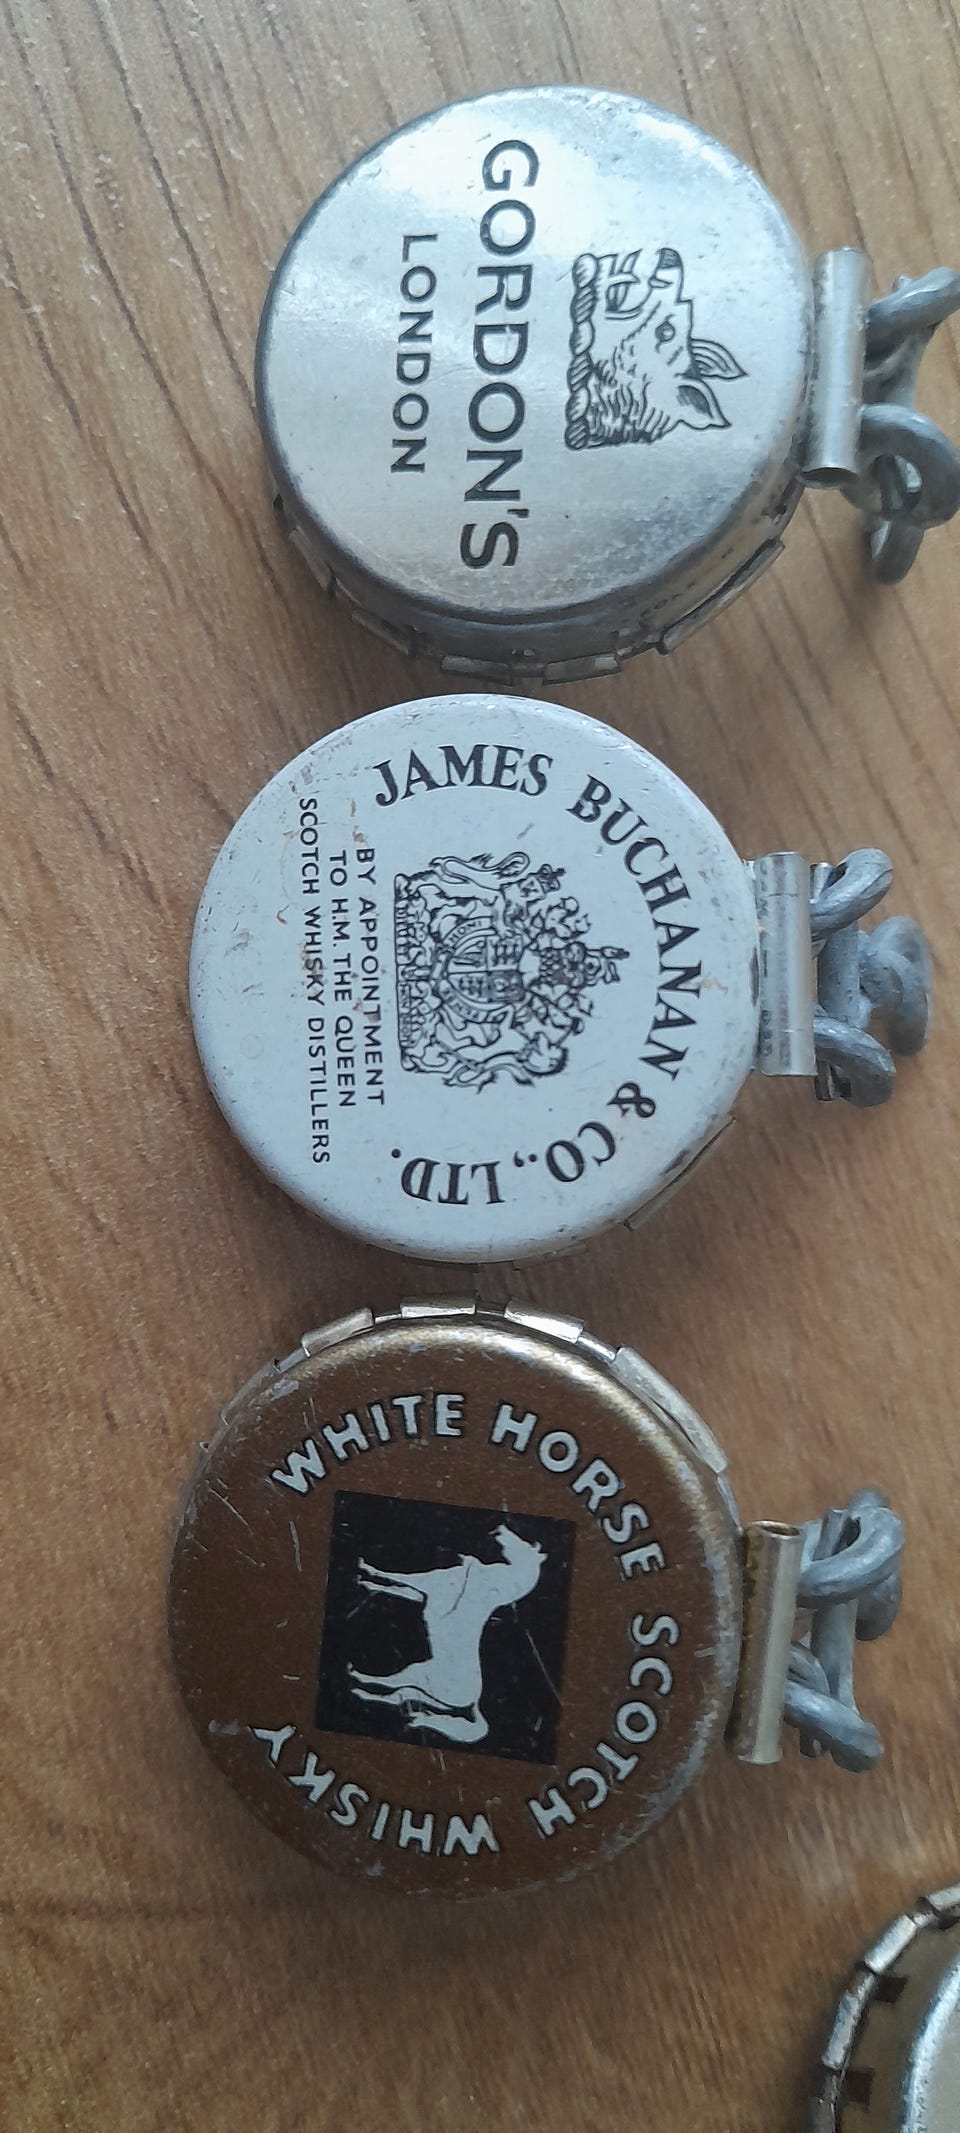 GORDON'S
LONDON
JAMES BUCHANAN & CO., LTD.
BY APPOINTMENT
TO H.M. THE QUEEN
SCOTCH WHISKY DISTILLERS
WHITE HORSE SCOTCH WHISKY